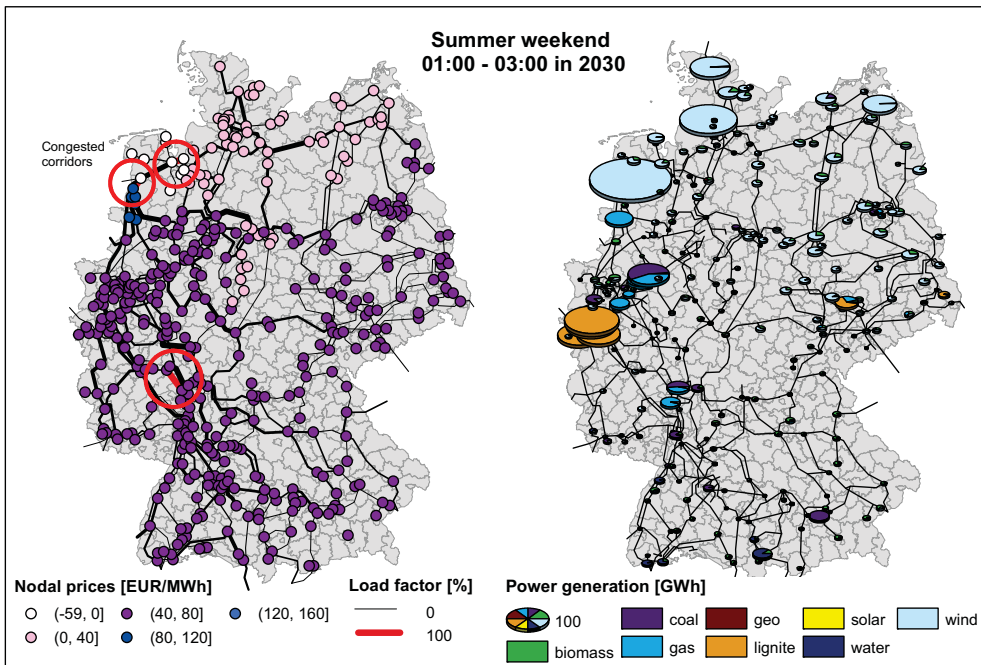 Summer weekend
01:00 - 03:00 in 2030
Congested
corridors
Nodal prices [EUR/MWh]
(-59, 0]
(40, 80]
(120, 160]
(0, 40]
(80, 120]
Load factor [%]
0
100
Power generation [GWh]
100
coal
geo
solar
wind
biomass
gas
lignite
water